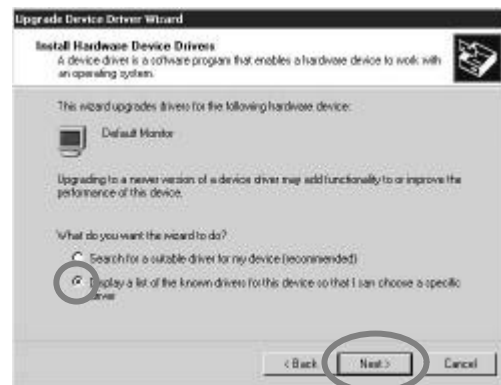 Upgrade Device Driver Wizard
Install Hardware Device Drivers
A device driver is a software program that enables a hardware device to work with
an operating system.
This wizard upgrades drivers for the following hardware device:
Default Monitor
Upgrading to a newer version of a device driver may add functionality to or improve the
performance of this device.
What do you want the wizard to do?
Search for a suitable driver for my device (recommended)
Display a list of the known drivers for this device so that I can choose a specific
driver
< Back Next > Cancel